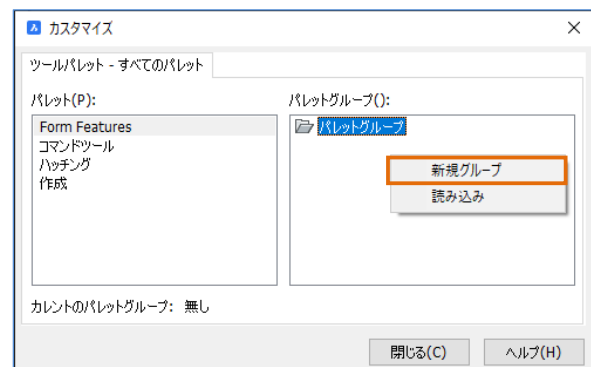 カスタマイズ
ツールパレット - すべてのパレット
パレット(P):
パレットグループ():
Form Features
コマンドツール
ハッチング
作成
パレットグループ
新規グループ
読み込み
カレントのパレットグループ: 無し
閉じる(C)
ヘルプ(H)